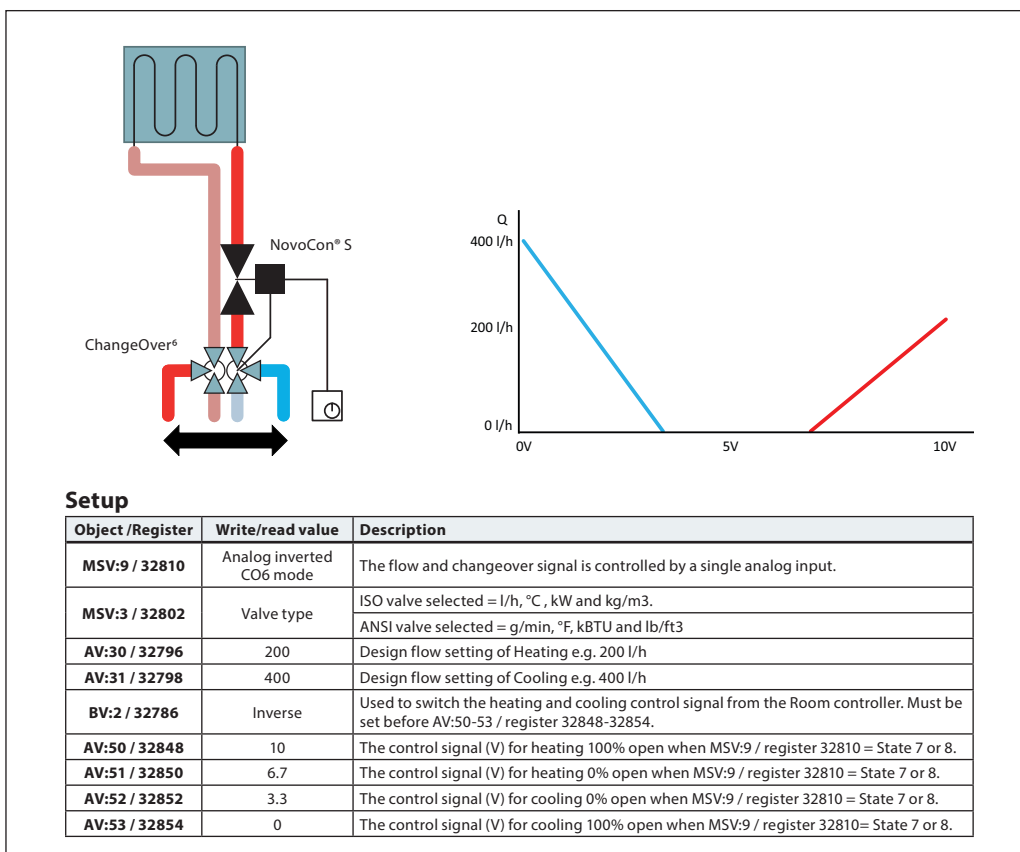 NovoCon® S
ChangeOver⁶
Q
400 l/h
200 l/h
0 l/h
0V 5V 10V
Setup
Object /Register Write/read value Description
MSV:9 / 32810 Analog inverted CO6 mode The flow and changeover signal is controlled by a single analog input.
MSV:3 / 32802 Valve type ISO valve selected = l/h, °C , kW and kg/m3.
ANSI valve selected = g/min, °F, kBTU and lb/ft3
AV:30 / 32796 200 Design flow setting of Heating e.g. 200 l/h
AV:31 / 32798 400 Design flow setting of Cooling e.g. 400 l/h
BV:2 / 32786 Inverse Used to switch the heating and cooling control signal from the Room controller. Must be
set before AV:50-53 / register 32848-32854.
AV:50 / 32848 10 The control signal (V) for heating 100% open when MSV:9 / register 32810 = State 7 or 8.
AV:51 / 32850 6.7 The control signal (V) for heating 0% open when MSV:9 / register 32810 = State 7 or 8.
AV:52 / 32852 3.3 The control signal (V) for cooling 0% open when MSV:9 / register 32810 = State 7 or 8.
AV:53 / 32854 0 The control signal (V) for cooling 100% open when MSV:9 / register 32810= State 7 or 8.